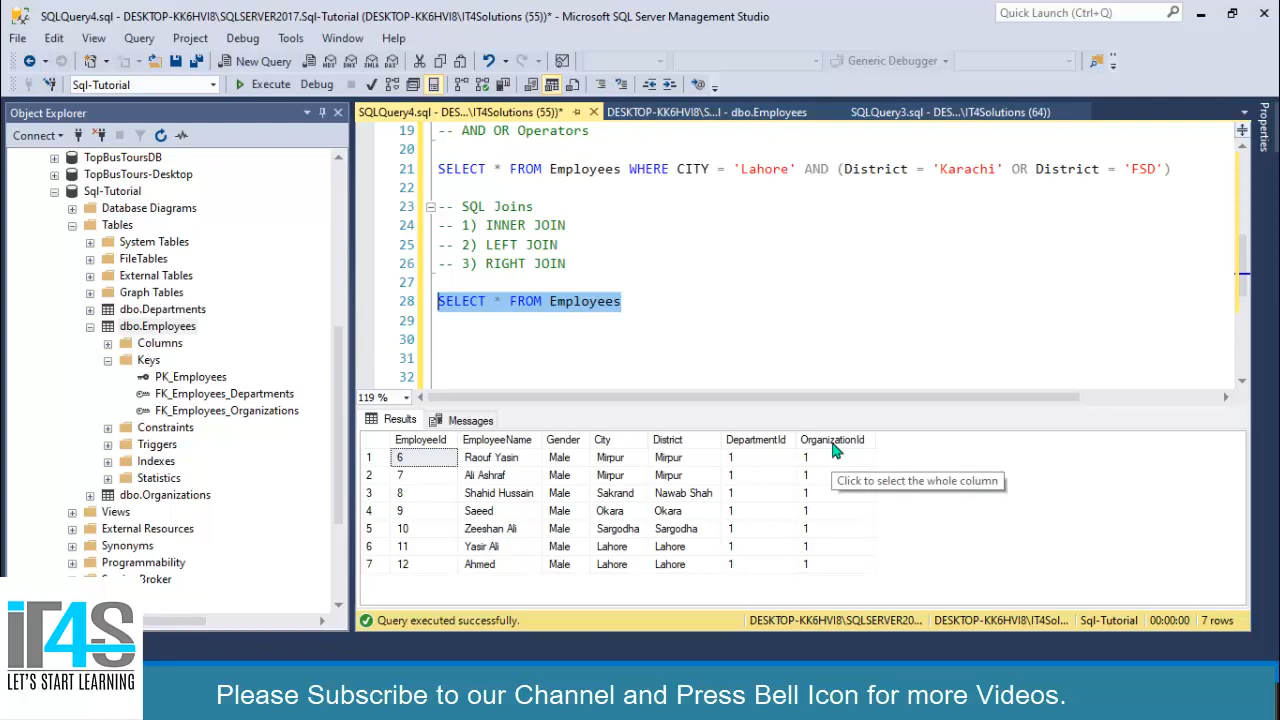 SQLQuery4.sql - DESKTOP-KK6HVI8\SQLSERVER2017.Sql-Tutorial (DESKTOP-KK6HVI8\IT4Solutions (55))* - Microsoft SQL Server Management Studio
Quick Launch (Ctrl+Q)
File Edit View Query Project Debug Tools Window Help
New Query
Generic Debugger
Sql-Tutorial
Execute Debug
Object Explorer
SQLQuery4.sql - DES...\IT4Solutions (55))*
DESKTOP-KK6HVI8\S...l - dbo.Employees
SQLQuery3.sql - DES...\IT4Solutions (64))
Properties
Connect
TopBusToursDB
TopBusTours-Desktop
Sql-Tutorial
Database Diagrams
Tables
System Tables
FileTables
External Tables
Graph Tables
dbo.Departments
dbo.Employees
Columns
Keys
PK_Employees
FK_Employees_Departments
FK_Employees_Organizations
Constraints
Triggers
Indexes
Statistics
dbo.Organizations
Views
External Resources
Synonyms
Programmability
19 -- AND OR Operators
20
21 SELECT * FROM Employees WHERE CITY = 'Lahore' AND (District = 'Karachi' OR District = 'FSD')
22
23 -- SQL Joins
24 -- 1) INNER JOIN
25 -- 2) LEFT JOIN
26 -- 3) RIGHT JOIN
27
28 SELECT * FROM Employees
29
30
31
32
119 %
Results Messages
EmployeeId EmployeeName Gender City District DepartmentId OrganizationId
1 6 Raouf Yasin Male Mirpur Mirpur 1 1
2 7 Ali Ashraf Male Mirpur Mirpur 1 1
3 8 Shahid Hussain Male Sakrand Nawab Shah 1 1
4 9 Saeed Male Okara Okara 1 1
5 10 Zeeshan Ali Male Sargodha Sargodha 1 1
6 11 Yasir Ali Male Lahore Lahore 1 1
7 12 Ahmed Male Lahore Lahore 1 1
Click to select the whole column
Query executed successfully.
DESKTOP-KK6HVI8\SQLSERVER20... DESKTOP-KK6HVI8\IT4Sol... Sql-Tutorial 00:00:00 7 rows
IT4S
LET'S START LEARNING
Please Subscribe to our Channel and Press Bell Icon for more Videos.